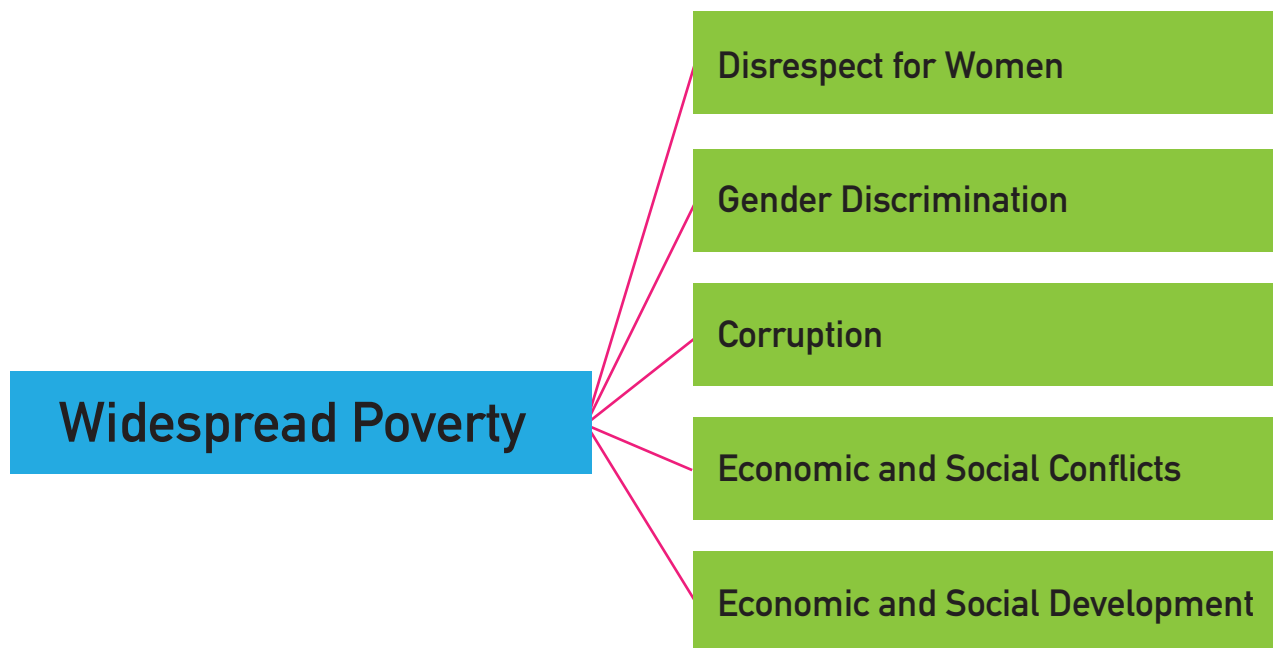 Disrespect for Women
Gender Discrimination
Corruption
Widespread Poverty
Economic and Social Conflicts
Economic and Social Development